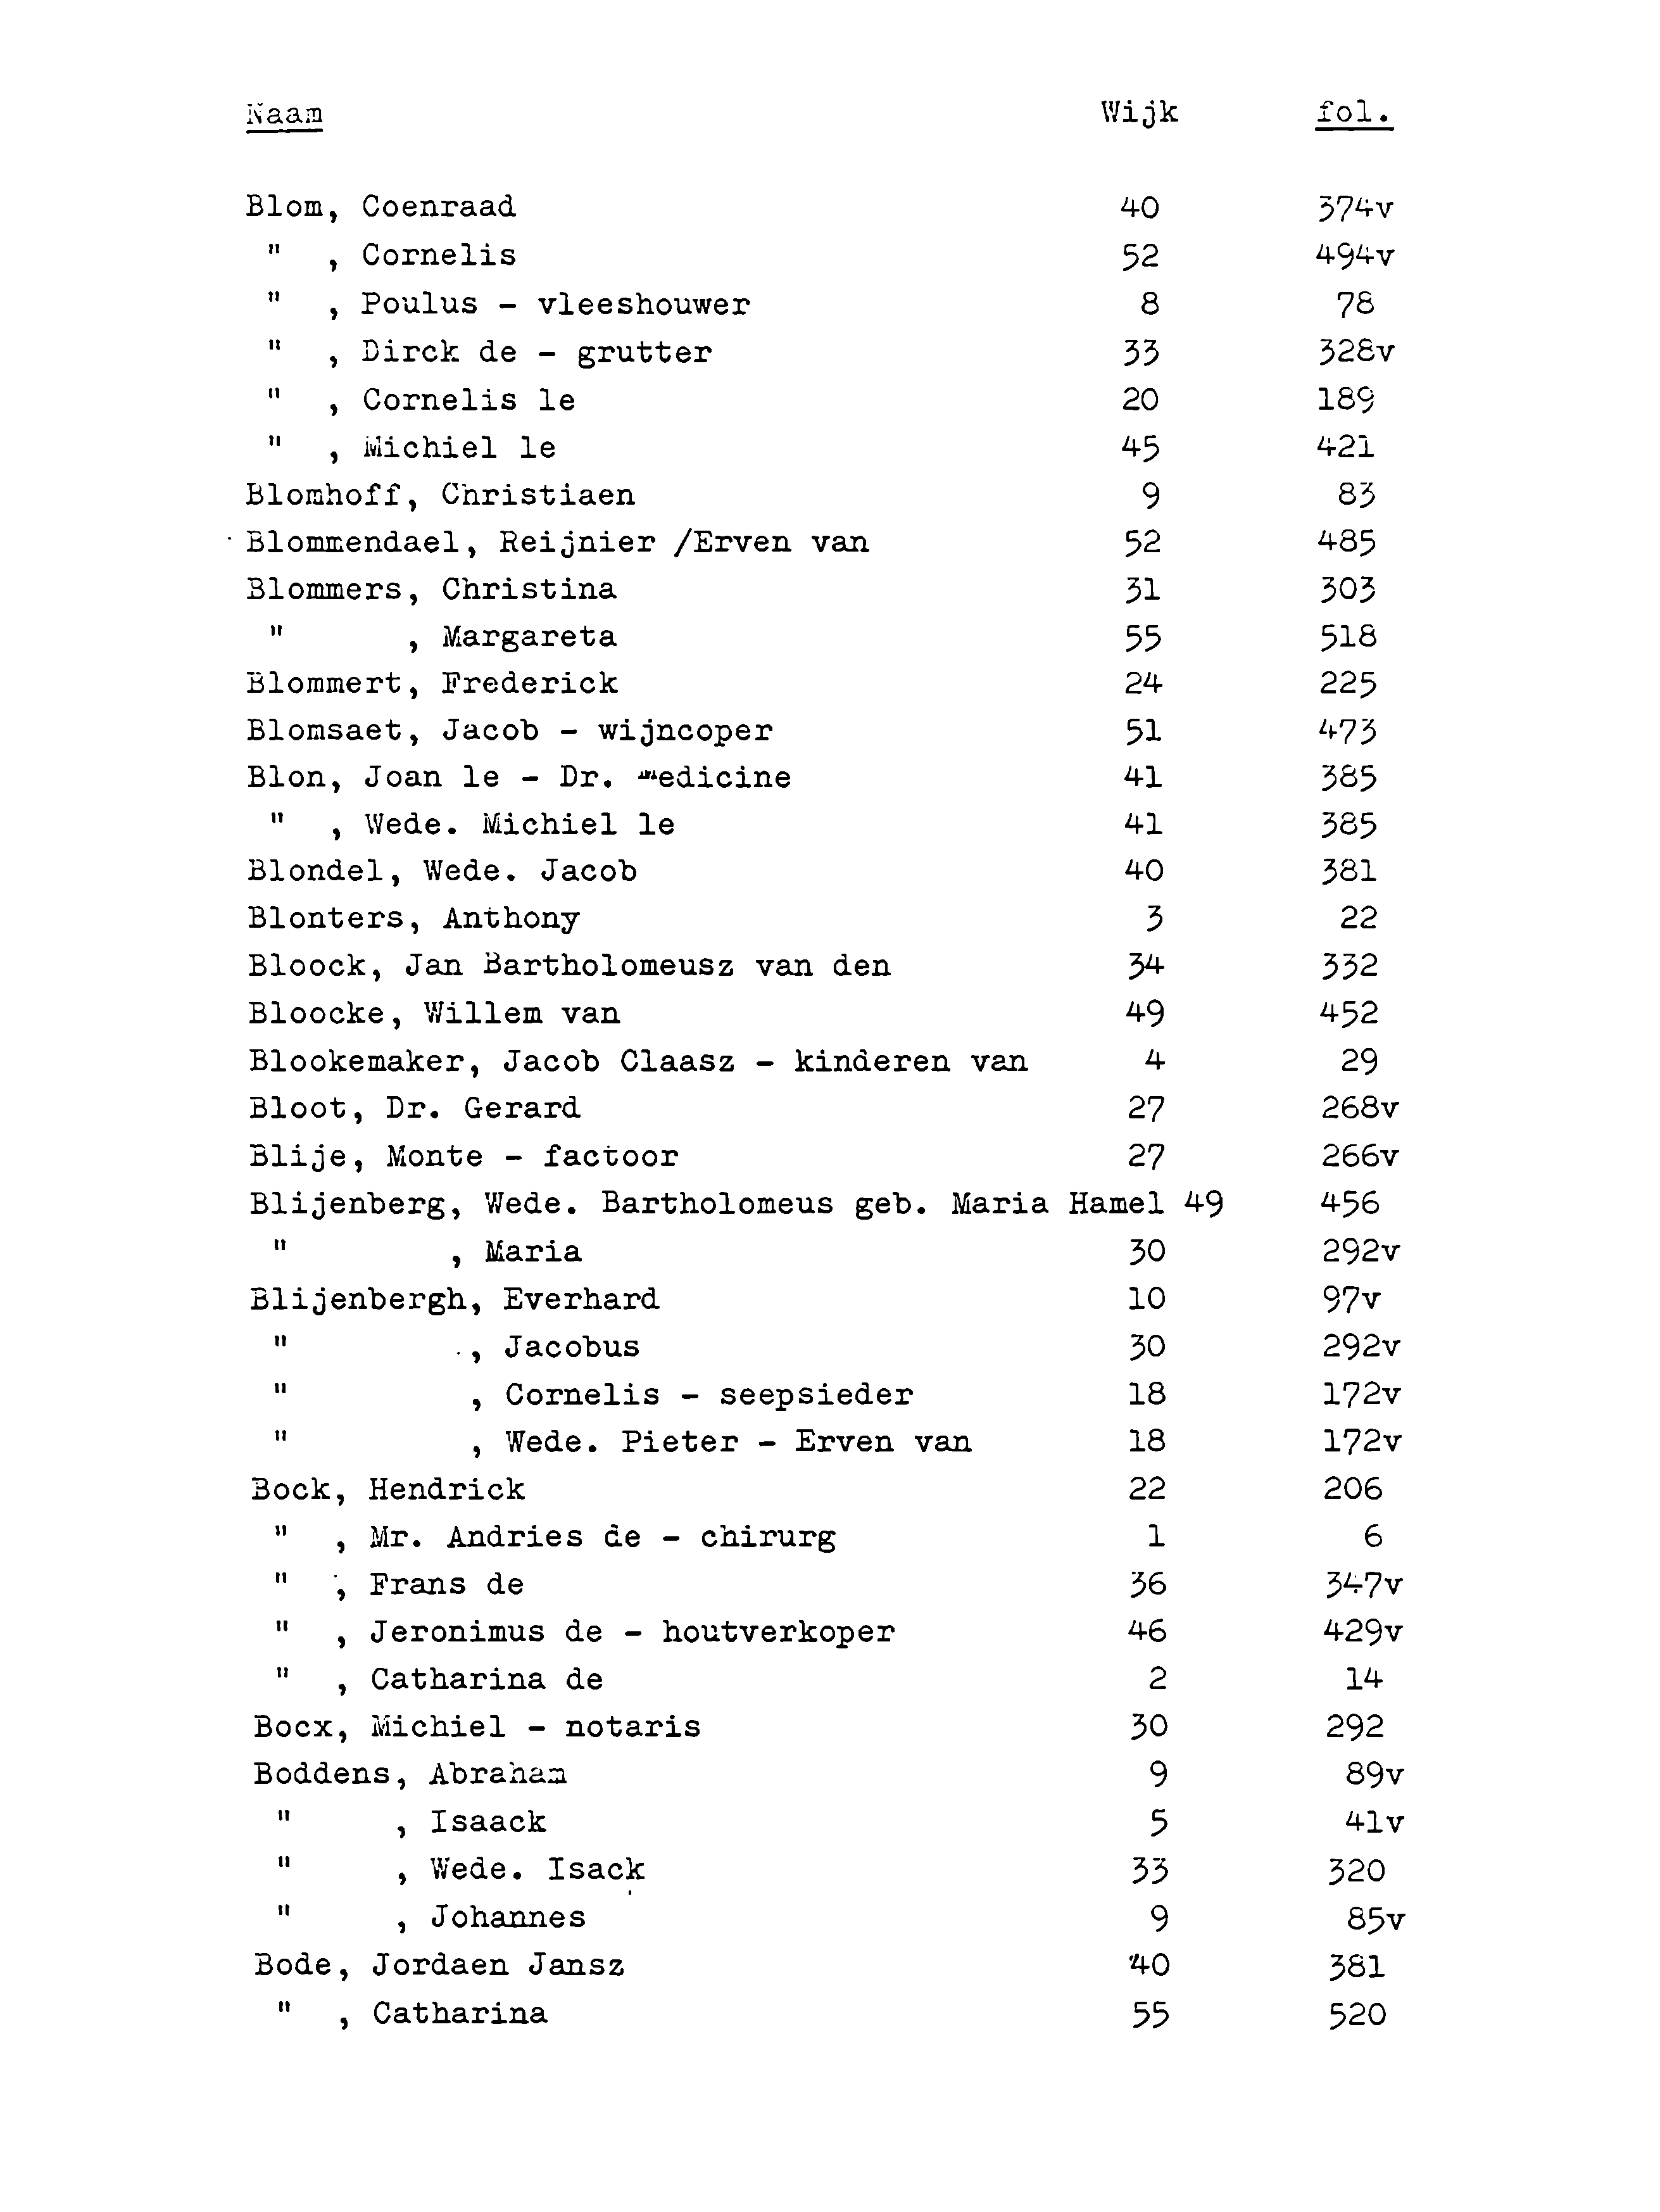 Naam Wijk fol.
Blom, Coenraad 40 374v
" , Cornelis 52 494v
" , Poulus - vleeshouwer 8 78
" , Dirck de - grutter 33 328v
" , Cornelis le 20 189
" , Michiel le 45 421
Blomhoff, Christiaen 9 83
Blommendael, Reijnier /Erven van 52 485
Blommers, Christina 31 303
" , Margareta 55 518
Blommert, Frederick 24 225
Blomsaet, Jacob - wijncoper 51 473
Blon, Joan le - Dr. medicine 41 385
" , Wede. Michiel le 41 385
Blondel, Wede. Jacob 40 381
Blonters, Anthony 3 22
Bloock, Jan Bartholomeusz van den 34 332
Bloocke, Willem van 49 452
Blookemaker, Jacob Claasz - kinderen van 4 29
Bloot, Dr. Gerard 27 268v
Blije, Monte - factoor 27 266v
Blijenberg, Wede. Bartholomeus geb. Maria Hamel 49 456
" , Maria 30 292v
Blijenbergh, Everhard 10 97v
" , Jacobus 30 292v
" , Cornelis - seepsieder 18 172v
" , Wede. Pieter - Erven van 18 172v
Bock, Hendrick 22 206
" , Mr. Andries de - chirurg 1 6
" , Frans de 36 347v
" , Jeronimus de - houtverkoper 46 429v
" , Catharina de 2 14
Bocx, Michiel - notaris 30 292
Boddens, Abraham 9 89v
" , Isaack 5 41v
" , Wede. Isack 33 320
" , Johannes 9 85v
Bode, Jordaen Jansz 40 381
" , Catharina 55 520